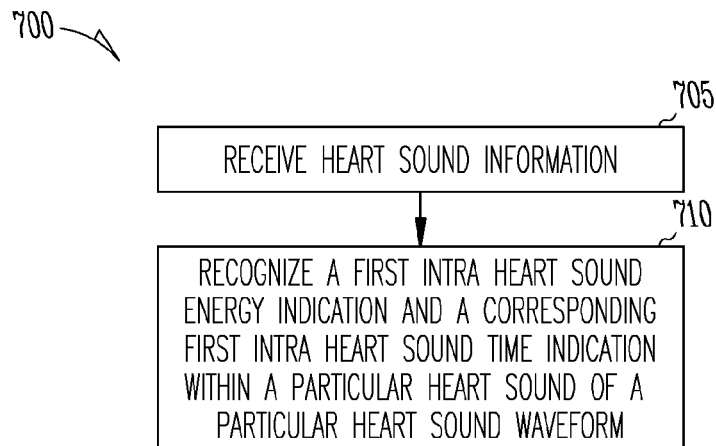 700
705
RECEIVE HEART SOUND INFORMATION
710
RECOGNIZE A FIRST INTRA HEART SOUND
ENERGY INDICATION AND A CORRESPONDING
FIRST INTRA HEART SOUND TIME INDICATION
WITHIN A PARTICULAR HEART SOUND OF A
PARTICULAR HEART SOUND WAVEFORM